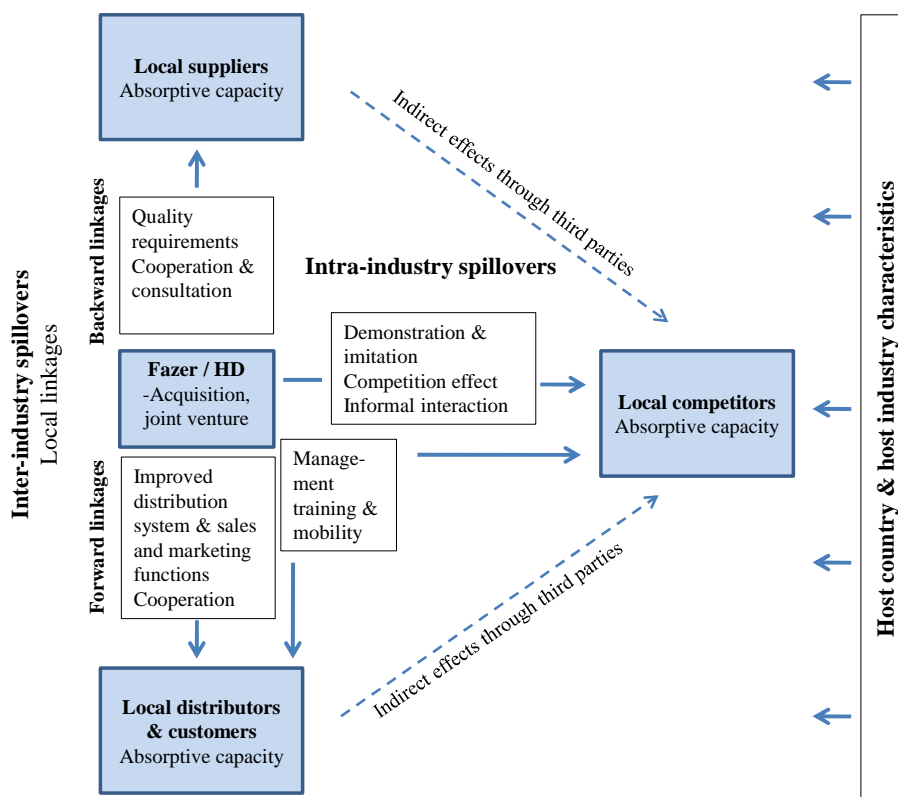 Local suppliers
Absorptive capacity
Indirect effects through third parties
Backward linkages
Quality
requirements
Cooperation &
consultation
Intra-industry spillovers
Inter-industry spillovers
Local linkages
Fazer / HD
-Acquisition,
joint venture
Demonstration &
imitation
Competition effect
Informal interaction
Local competitors
Absorptive capacity
Host country & host industry characteristics
Forward linkages
Improved
distribution
system & sales
and marketing
functions
Cooperation
Manage-
ment
training &
mobility
Indirect effects through third parties
Local distributors
& customers
Absorptive capacity